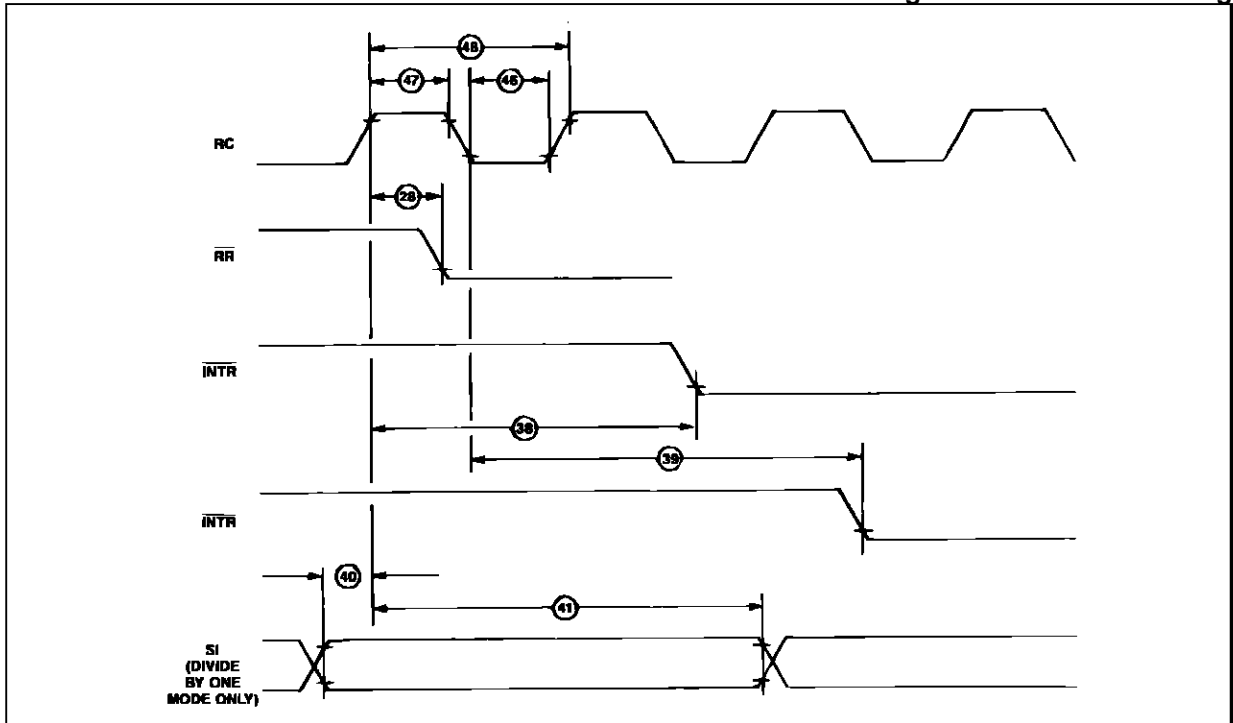 48
47
46
RC
28
RR
INTR
38
39
INTR
40
41
SI
(DIVIDE
BY ONE
MODE ONLY)